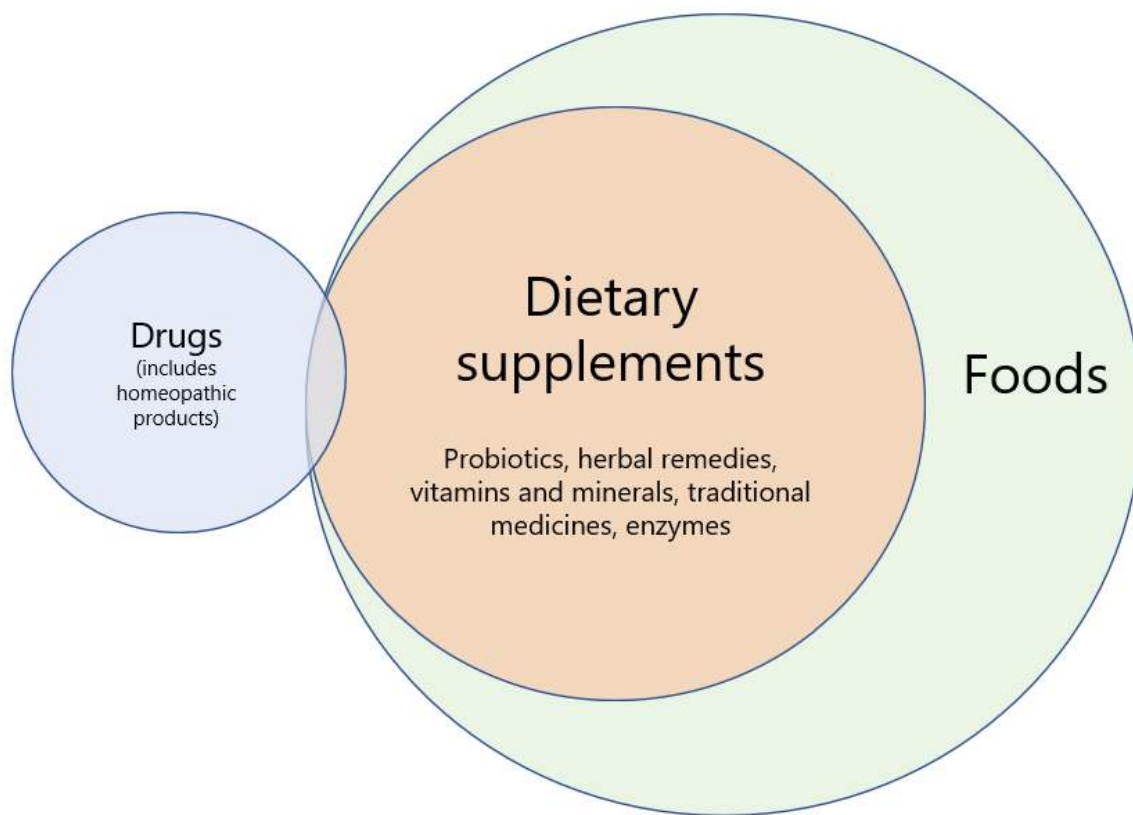 Drugs
(includes
homeopathic
products)
Dietary
supplements
Probiotics, herbal remedies,
vitamins and minerals, traditional
medicines, enzymes
Foods